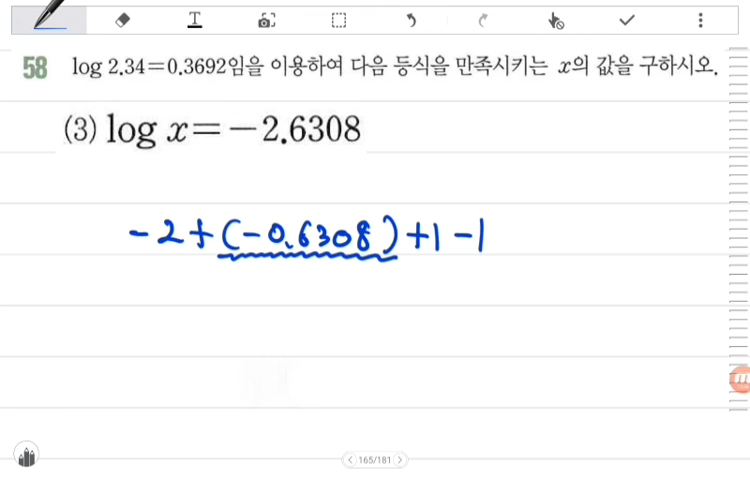 T
58 log 2.34=0.3692임을 이용하여 다음 등식을 만족시키는 x의 값을 구하시오.
(3) log x=-2.6308
-2+(-0.6308)+1-1
< 165/181 >